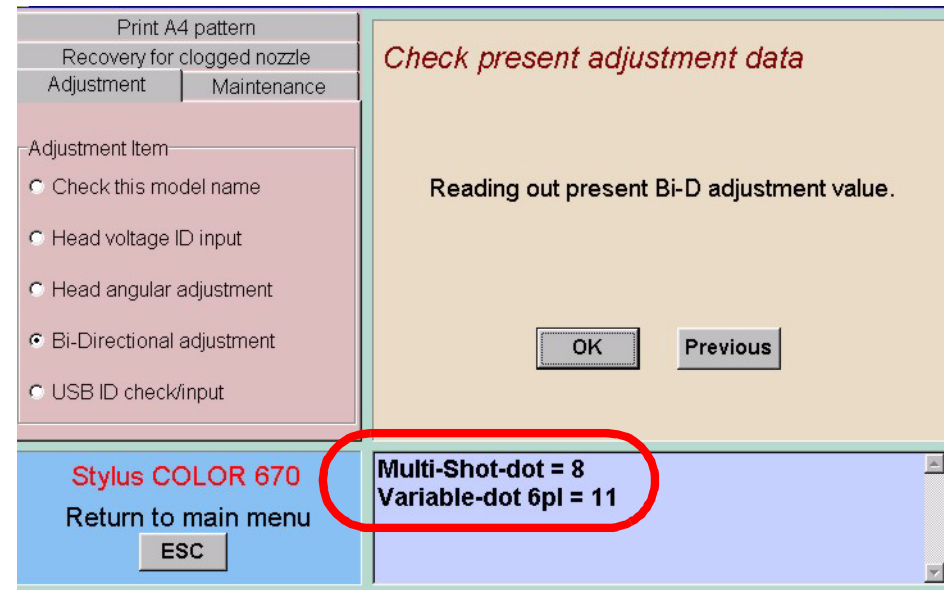 Print A4 pattern
Recovery for clogged nozzle
Adjustment
Maintenance
Adjustment Item
Check this model name
Head voltage ID input
Head angular adjustment
Bi-Directional adjustment
USB ID check/input
Check present adjustment data
Reading out present Bi-D adjustment value.
OK
Previous
Stylus COLOR 670
Return to main menu
ESC
Multi-Shot-dot = 8
Variable-dot 6pl = 11